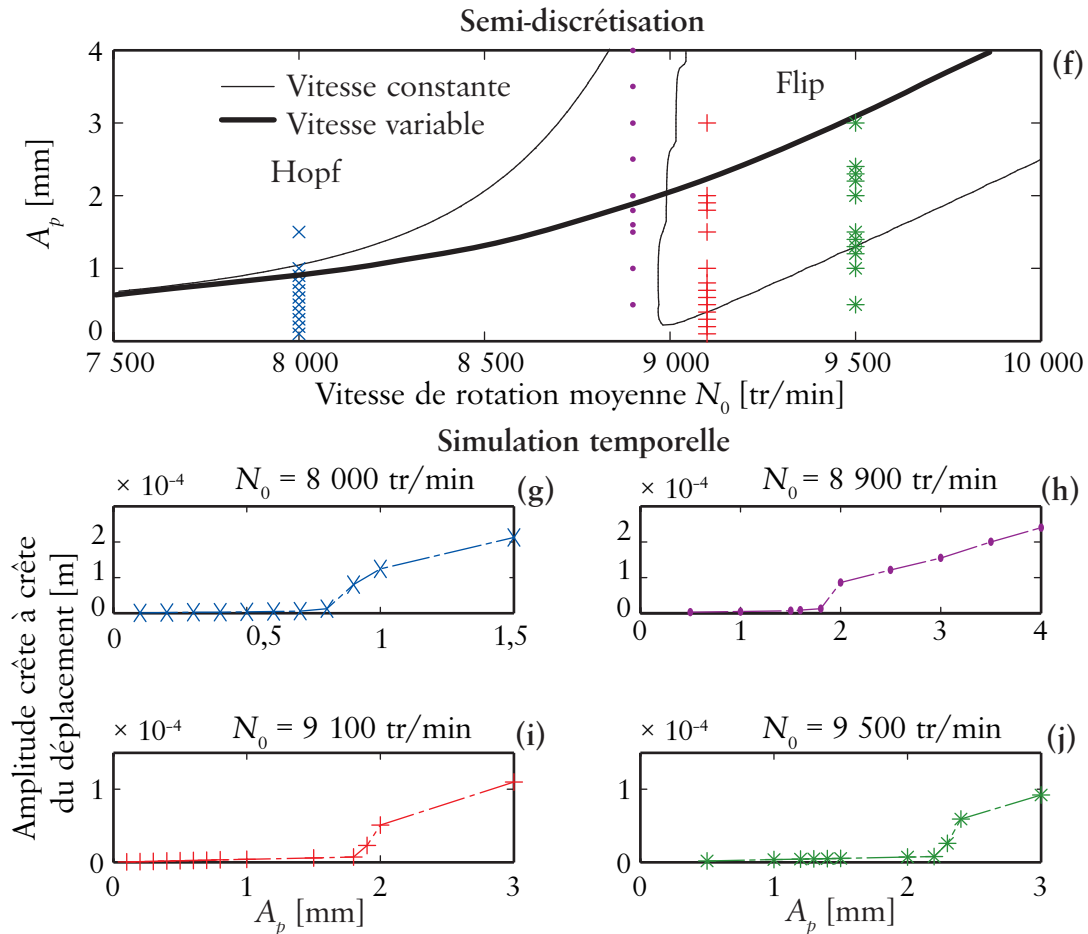 Semi-discrétisation
(f)
4
3
2
1
0
A_p [mm]
Vitesse constante
Vitesse variable
Hopf
Flip
7 500
8 000
8 500
9 000
9 500
10 000
Vitesse de rotation moyenne N_0 [tr/min]
Simulation temporelle
Amplitude crête à crête
du déplacement [m]
× 10^-4
N_0 = 8 000 tr/min
(g)
2
1
0
0
0,5
1
1,5
× 10^-4
N_0 = 8 900 tr/min
(h)
2
1
0
0
1
2
3
4
× 10^-4
N_0 = 9 100 tr/min
(i)
1
0
0
1
2
3
A_p [mm]
× 10^-4
N_0 = 9 500 tr/min
(j)
1
0
0
1
2
3
A_p [mm]